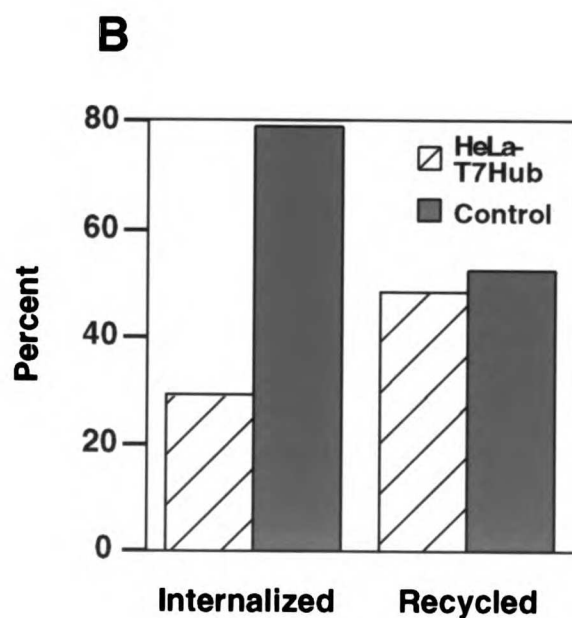 B
80
60
40
20
0
Percent
HeLa-
T7Hub
Control
Internalized
Recycled